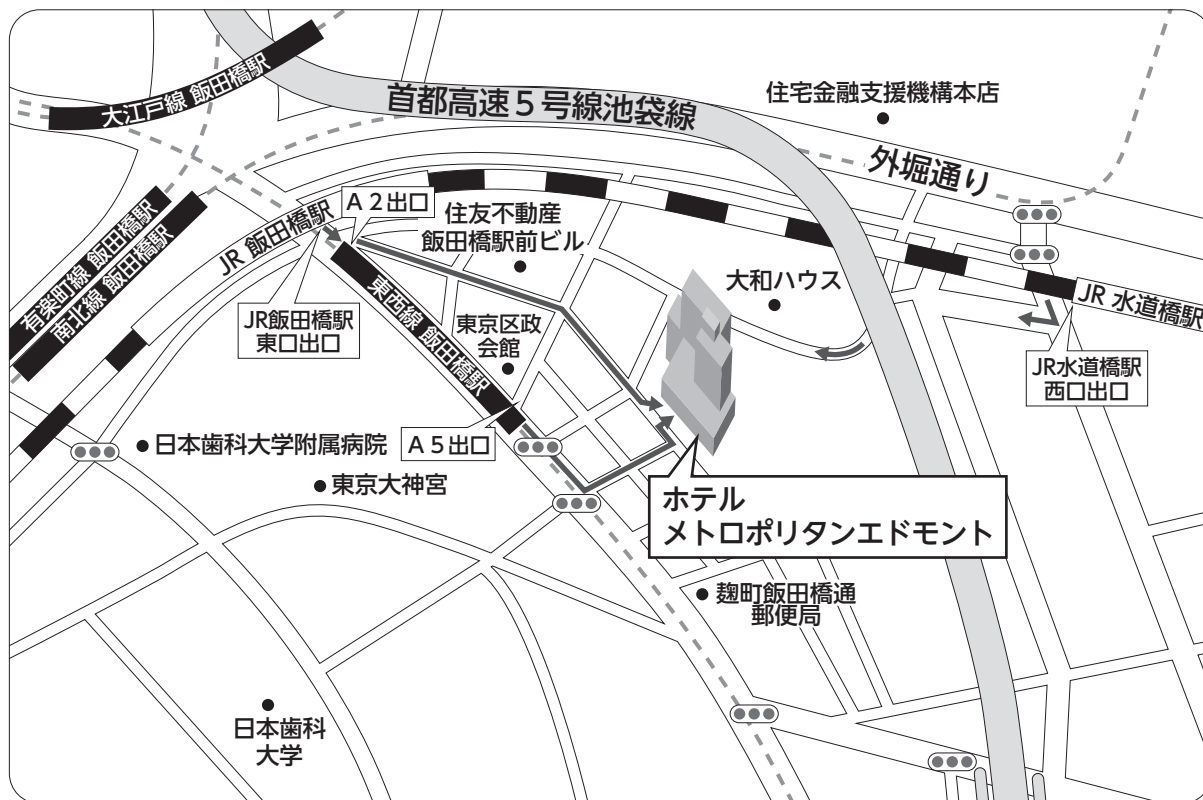 大江戸線 飯田橋駅
首都高速5号線池袋線
住宅金融支援機構本店
外堀通り
有楽町線 飯田橋駅
南北線 飯田橋駅
JR 飯田橋駅
A2出口
住友不動産
飯田橋駅前ビル
大和ハウス
JR 水道橋駅
JR飯田橋駅
東口出口
東西線 飯田橋駅
東京区政
会館
JR水道橋駅
西口出口
日本歯科大学附属病院
A5出口
東京大神宮
ホテル
メトロポリタンエドモント
麹町飯田橋通
郵便局
日本歯科
大学